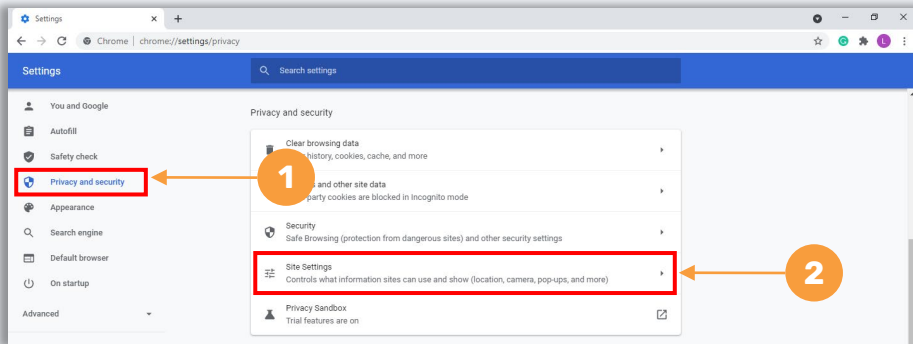 Settings
Chrome | chrome://settings/privacy
L
Settings
Search settings
You and Google
Autofill
Safety check
Privacy and security
Appearance
Search engine
Default browser
On startup
Advanced
Privacy and security
Clear browsing data
history, cookies, cache, and more
and other site data
party cookies are blocked in Incognito mode
Security
Safe Browsing (protection from dangerous sites) and other security settings
Site Settings
Controls what information sites can use and show (location, camera, pop-ups, and more)
Privacy Sandbox
Trial features are on
1
2